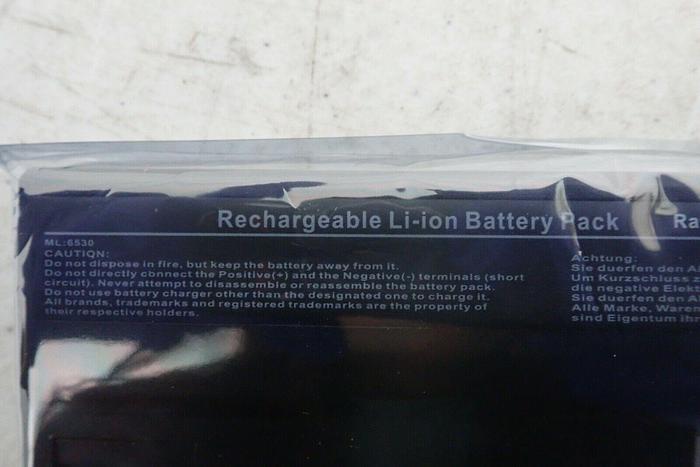 Rechargeable Li-ion Battery Pack
Ra
ML:6530
CAUTION:
Do not dispose in fire, but keep the battery away from it.
Do not directly connect the Positive(+) and the Negative(-) terminals (short
circuit). Never attempt to disassemble or reassemble the battery pack.
Do not use battery charger other than the designated one to charge it.
All brands, trademarks and registered trademarks are the property of
their respective holders.
Achtung:
Sie duerfen den A
Um Kurzschluss z
die negative Elekt
Sie duerfen den A
Alle Marke, Waren
sind Eigentum ihr